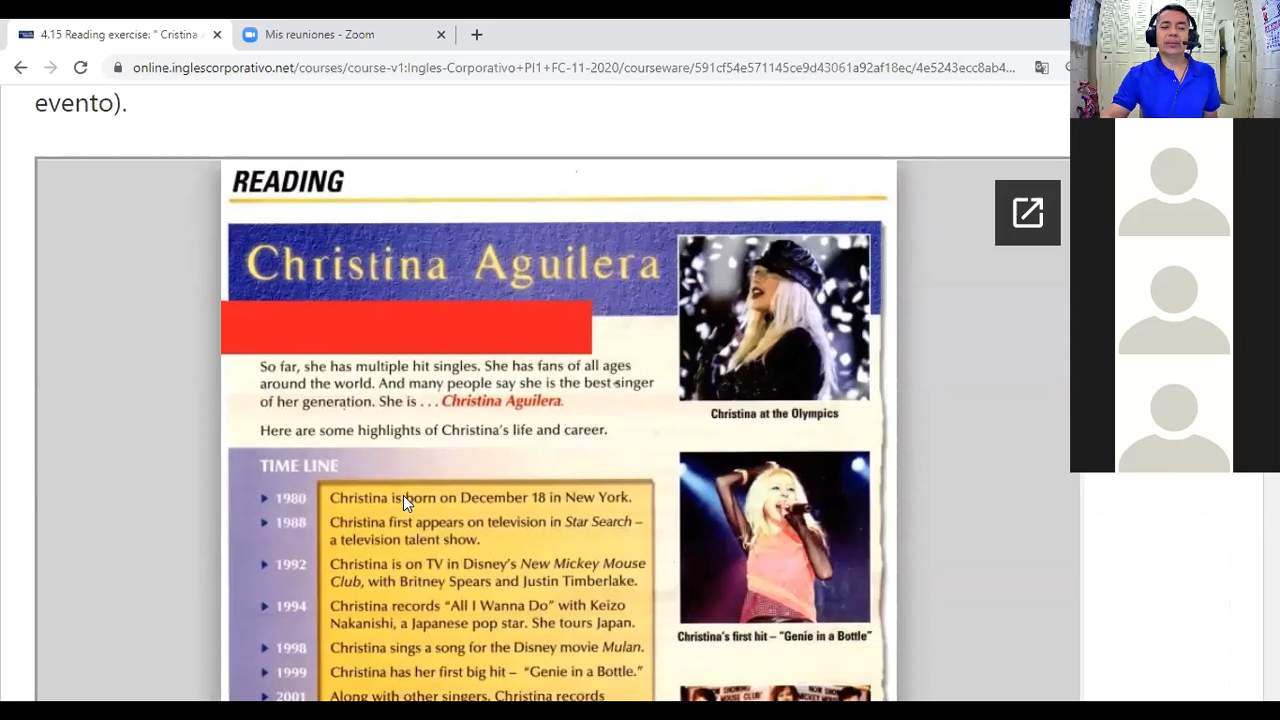 4.15 Reading exercise: " Cristina A
Mis reuniones - Zoom
online.inglescorporativo.net/courses/course-v1:Ingles-Corporativo+PI1+FC-11-2020/courseware/591cf54e571145ce9d43061a92af18ec/4e5243ecc8ab4...
evento).
READING
Christina Aguilera
So far, she has multiple hit singles. She has fans of all ages
around the world. And many people say she is the best singer
of her generation. She is . . . Christina Aguilera.
Here are some highlights of Christina's life and career.
Christina at the Olympics
TIME LINE
1980 Christina is born on December 18 in New York.
1988 Christina first appears on television in Star Search –
a television talent show.
1992 Christina is on TV in Disney's New Mickey Mouse
Club, with Britney Spears and Justin Timberlake.
1994 Christina records "All I Wanna Do" with Keizo
Nakanishi, a Japanese pop star. She tours Japan.
1998 Christina sings a song for the Disney movie Mulan.
1999 Christina has her first big hit – "Genie in a Bottle."
2001 Along with other singers, Christina records
Christina's first hit – "Genie in a Bottle"